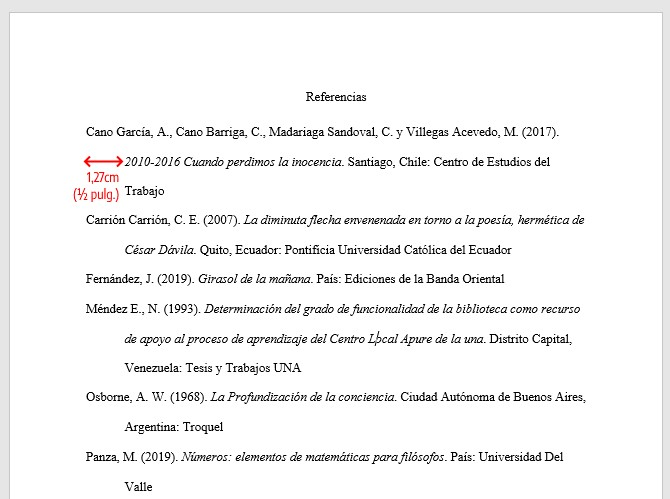 Referencias
Cano García, A., Cano Barriga, C., Madariaga Sandoval, C. y Villegas Acevedo, M. (2017).
2010-2016 Cuando perdimos la inocencia. Santiago, Chile: Centro de Estudios del
1,27cm
(½ pulg.) Trabajo
Carrión Carrión, C. E. (2007). La diminuta flecha envenenada en torno a la poesía, hermética de
César Dávila. Quito, Ecuador: Pontificia Universidad Católica del Ecuador
Fernández, J. (2019). Girasol de la mañana. País: Ediciones de la Banda Oriental
Méndez E., N. (1993). Determinación del grado de funcionalidad de la biblioteca como recurso
de apoyo al proceso de aprendizaje del Centro Local Apure de la una. Distrito Capital,
Venezuela: Tesis y Trabajos UNA
Osborne, A. W. (1968). La Profundización de la conciencia. Ciudad Autónoma de Buenos Aires,
Argentina: Troquel
Panza, M. (2019). Números: elementos de matemáticas para filósofos. País: Universidad Del
Valle